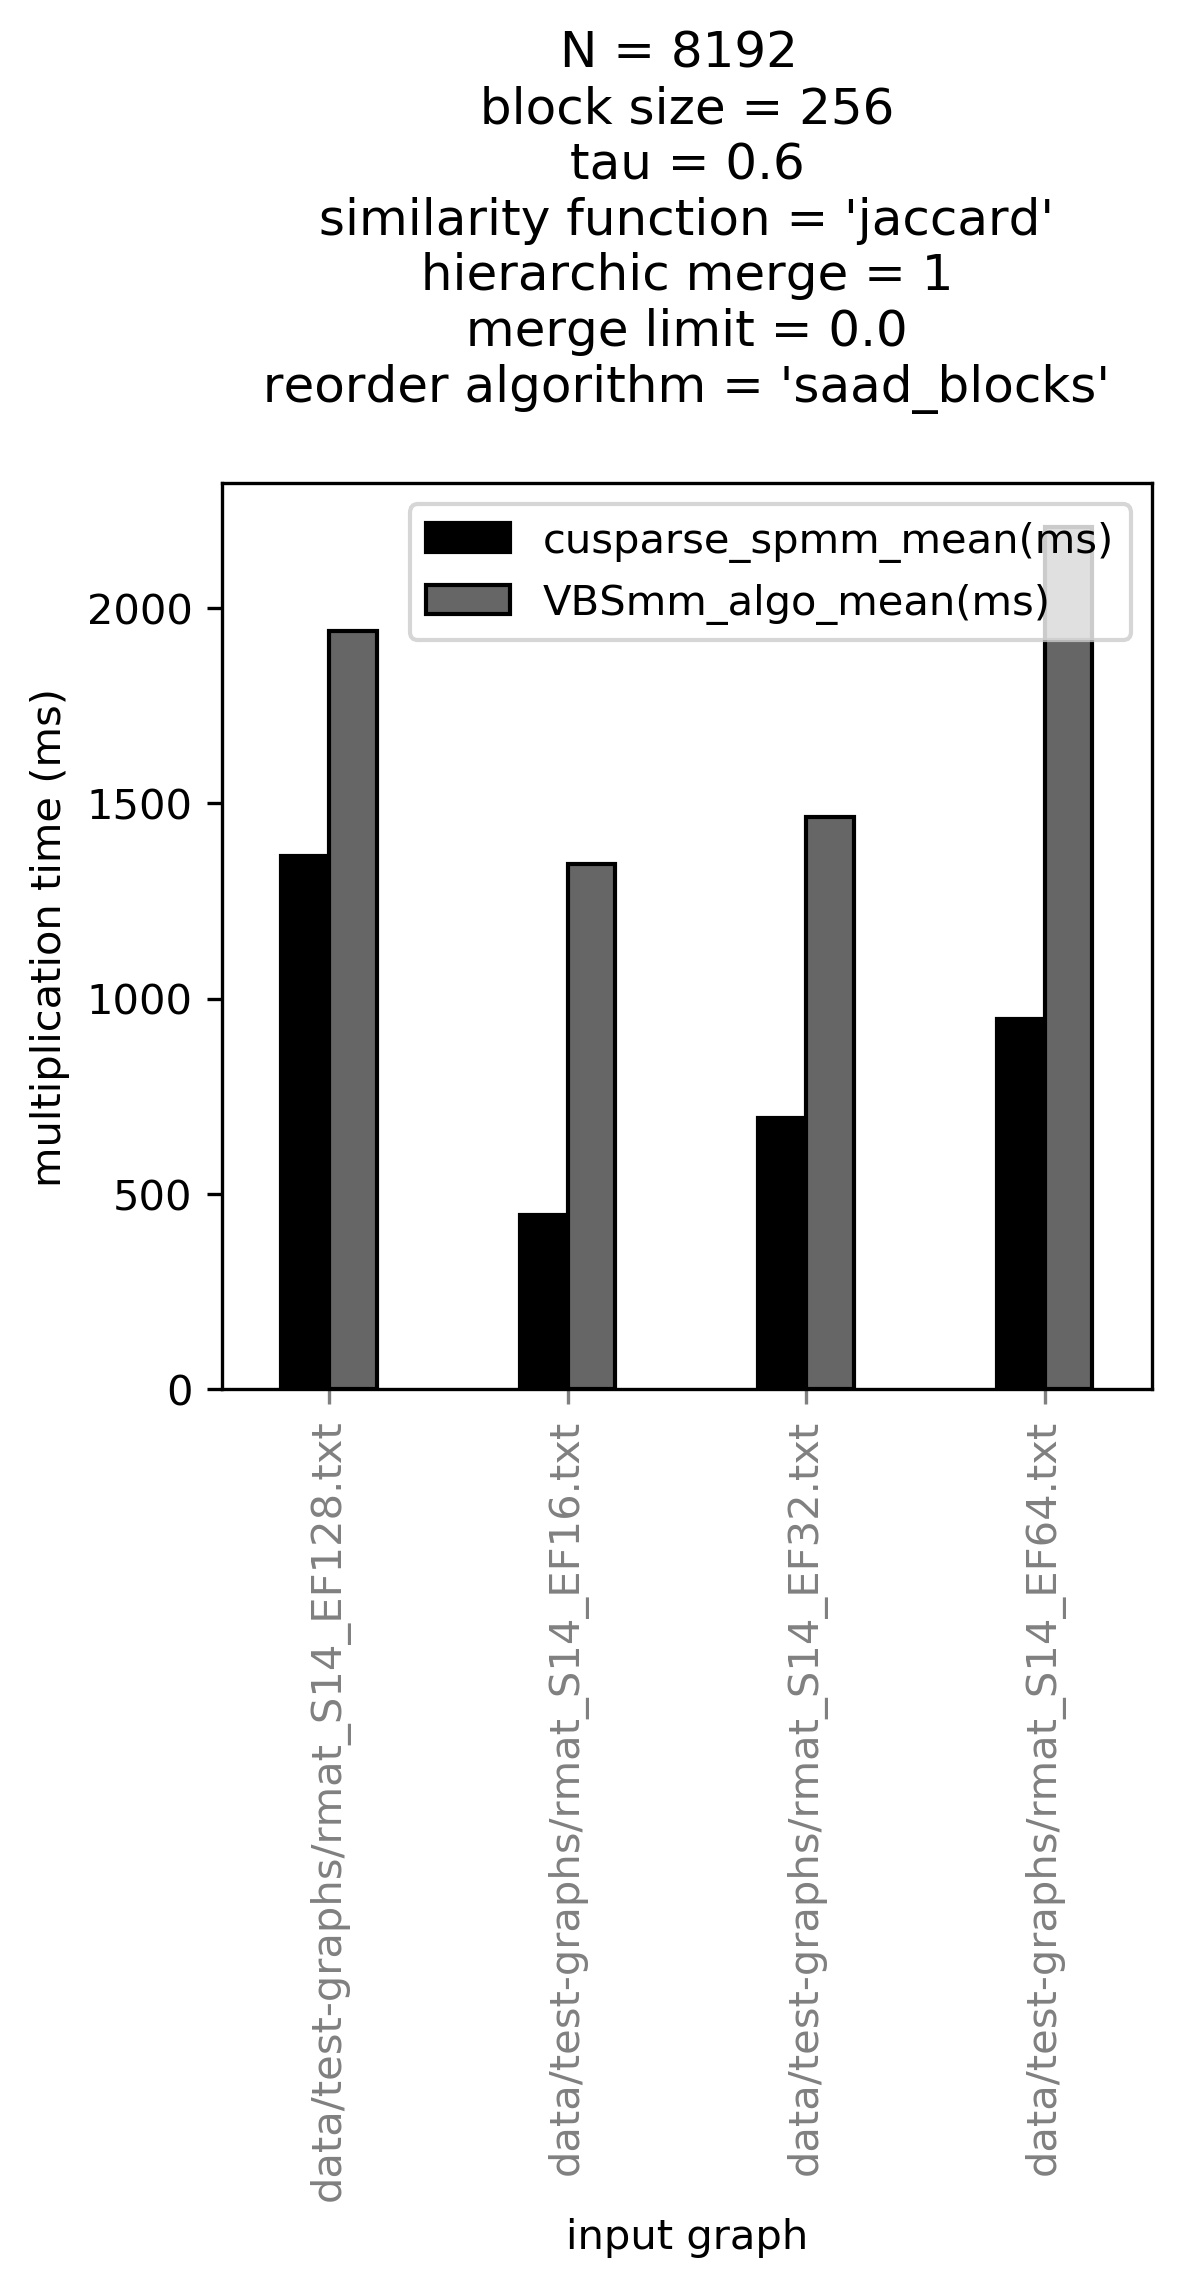 N = 8192
block size = 256
tau = 0.6
similarity function = 'jaccard'
hierarchic merge = 1
merge limit = 0.0
reorder algorithm = 'saad_blocks'
cusparse_spmm_mean(ms)
VBSmm_algo_mean(ms)
multiplication time (ms)
2000
1500
1000
500
0
data/test-graphs/rmat_S14_EF128.txt
data/test-graphs/rmat_S14_EF16.txt
data/test-graphs/rmat_S14_EF32.txt
data/test-graphs/rmat_S14_EF64.txt
input graph